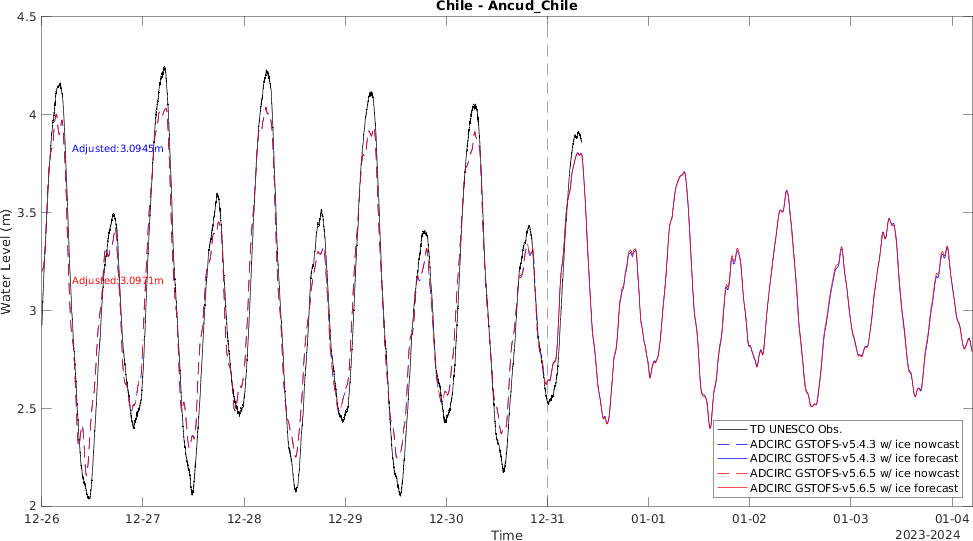 Chile - Ancud_Chile
4.5
4
3.5
3
2.5
2
Water Level (m)
Adjusted:3.0945m
Adjusted:3.0971m
TD UNESCO Obs.
ADCIRC GSTOFS-v5.4.3 w/ ice nowcast
ADCIRC GSTOFS-v5.4.3 w/ ice forecast
ADCIRC GSTOFS-v5.6.5 w/ ice nowcast
ADCIRC GSTOFS-v5.6.5 w/ ice forecast
12-26 12-27 12-28 12-29 12-30 12-31 01-01 01-02 01-03 01-04
Time
2023-2024